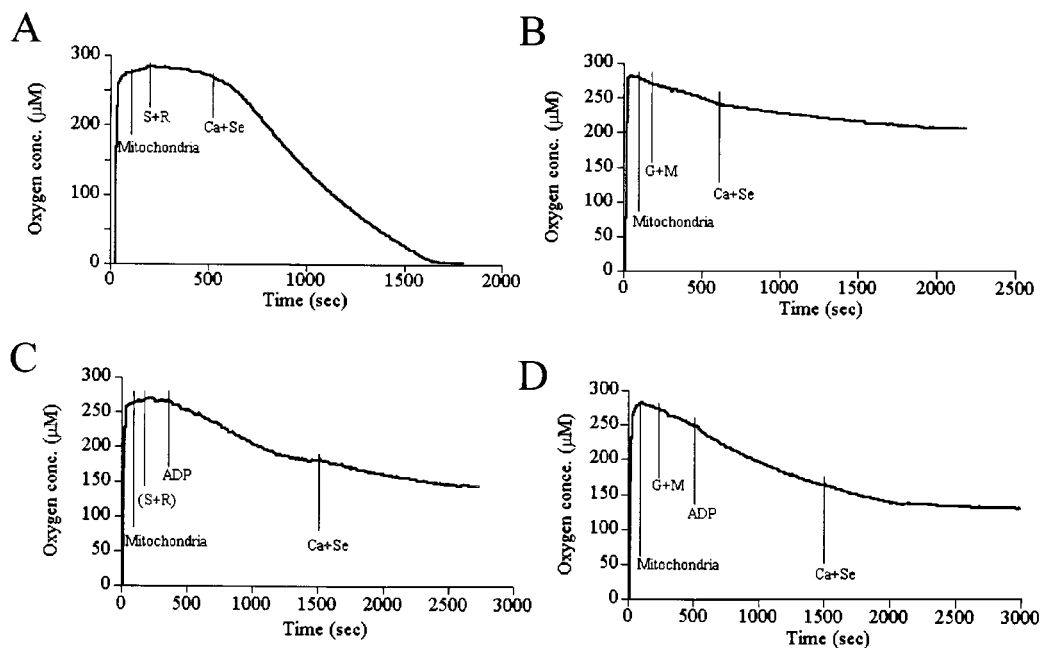 A
Oxygen conc. (µM)
300
200
100
0
S+R
Ca+Se
Mitochondria
0
500
1000
1500
2000
Time (sec)
B
Oxygen conc. (µM)
300
250
200
150
100
50
0
G+M
Ca+Se
Mitochondria
0
500
1000
1500
2000
2500
Time (sec)
C
Oxygen conc. (µM)
300
250
200
150
100
50
0
ADP
(S+R)
Mitochondria
Ca+Se
0
500
1000
1500
2000
2500
3000
Time (sec)
D
Oxygen conce. (µM)
300
250
200
150
100
50
0
G+M
ADP
Mitochondria
Ca+Se
0
500
1000
1500
2000
2500
3000
Time (sec)